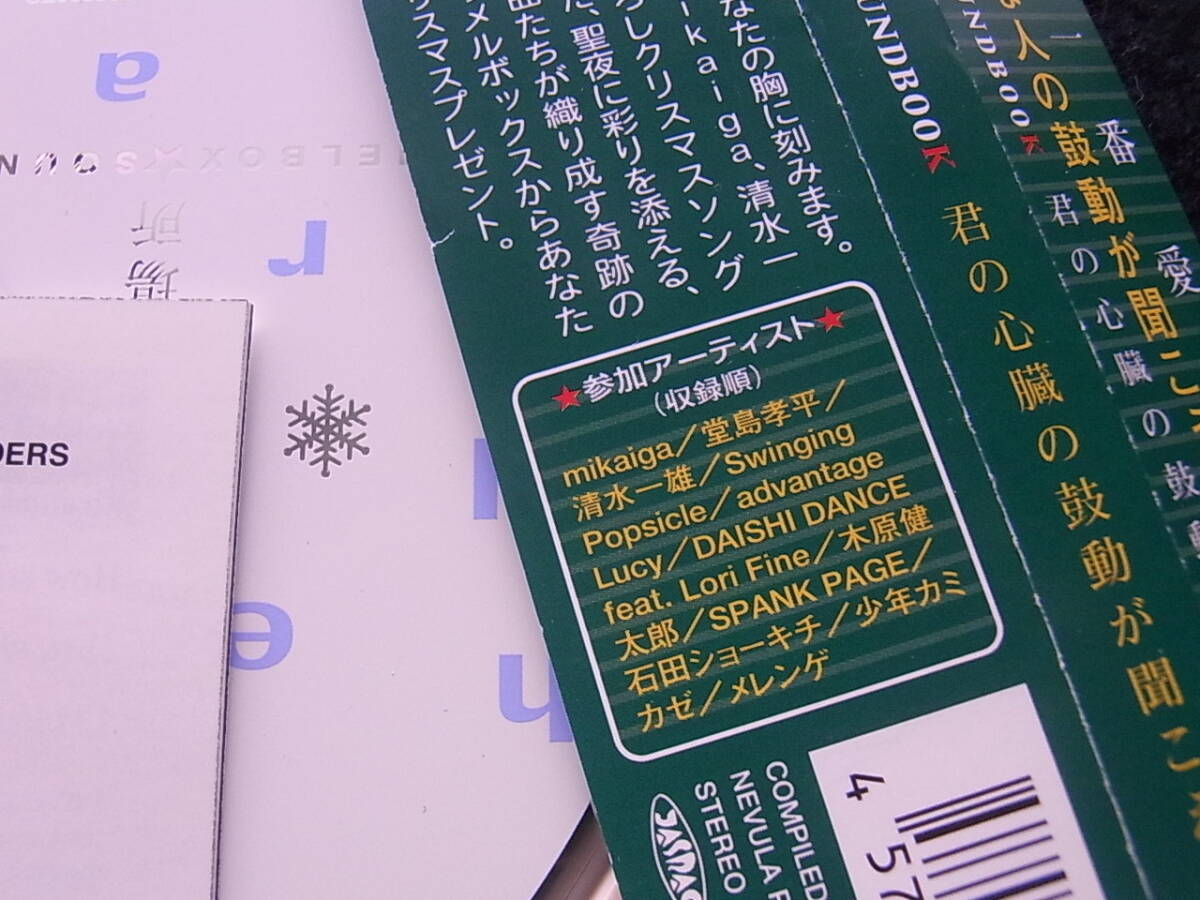 a
r
e
h
ELBOX★SOUN
場所
DERS
なたの胸に刻みます。
ikaiga、清水一
ろしクリスマスソング
た、聖夜に彩りを添える、
曲たちが織り成す奇跡の
メルボックスからあなた
リスマスプレゼント。
★参加アーティスト★
（収録順）
mikaiga／堂島孝平／
清水一雄／Swinging
Popsicle／advantage
Lucy／DAISHI DANCE
feat. Lori Fine／木原健
太郎／SPANK PAGE／
石田ショーキチ／少年カミ
カゼ／メレンゲ
COMPILED
NEVULA
STEREO
JASRAC
4 57
UNDBOOK
君の心臓の鼓動が聞こ
UNDBOOK
君の心臓の鼓
愛
人の鼓動が聞こ
一番